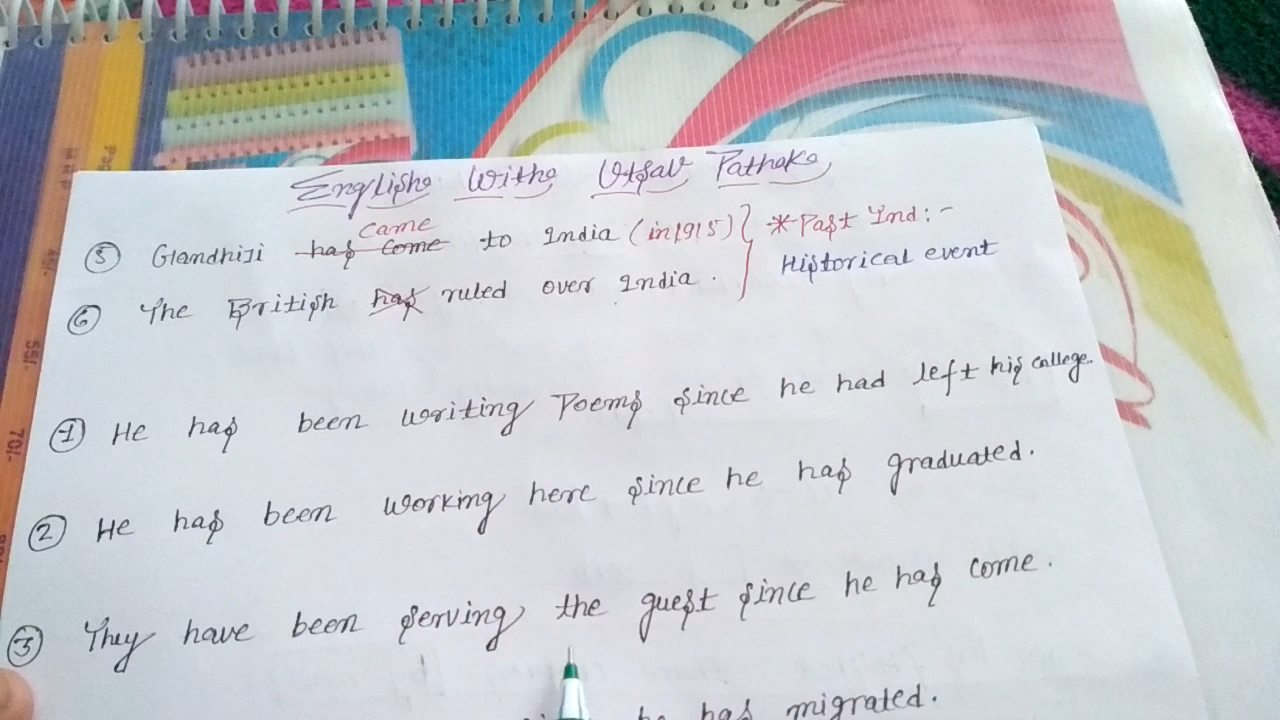 English With Utsav Pathak
came
⑤ Gandhiji has come to India (in 1915) } * Past Ind:-
⑥ The British has ruled over India. Historical event
① He has been writing Poems since he had left his college.
② He has been working here since he has graduated.
③ They have been serving the guest since he has come.
he has migrated.
55/-
70/-